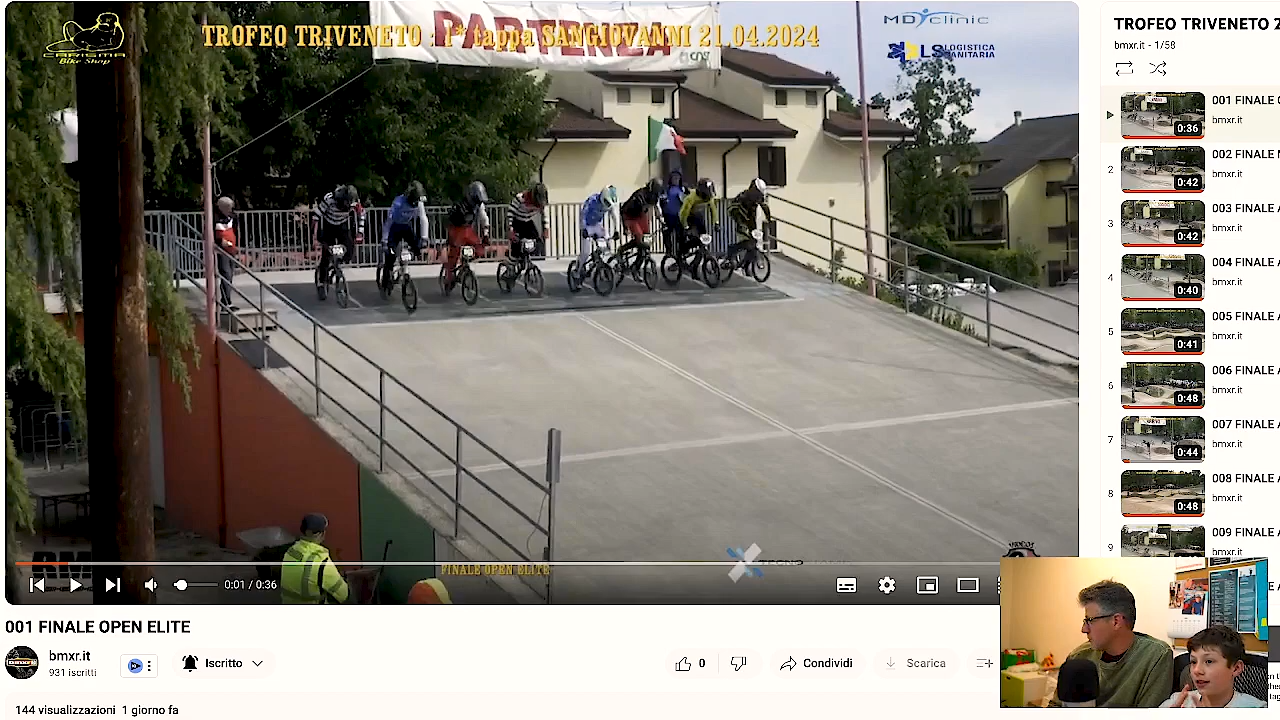 TROFEO TRIVENETO : 1* tappa SANGIOVANNI 21.04.2024
PARTENZA
CARISMA
Bike Shop
MD clinic
LS LOGISTICA
SANITARIA
FINALE OPEN ELITE
0:01 / 0:36
001 FINALE OPEN ELITE
bmxr.it
931 iscritti
Iscritto
0
Condividi
Scarica
144 visualizzazioni 1 giorno fa
TROFEO TRIVENETO 2
bmxr.it - 1/58
0:36
001 FINALE O
bmxr.it
2
0:42
002 FINALE
bmxr.it
3
0:42
003 FINALE A
bmxr.it
4
0:40
004 FINALE A
bmxr.it
5
0:41
005 FINALE A
bmxr.it
6
0:48
006 FINALE A
bmxr.it
7
0:44
007 FINALE A
bmxr.it
8
0:48
008 FINALE A
bmxr.it
9
009 FINALE
bmxr.it